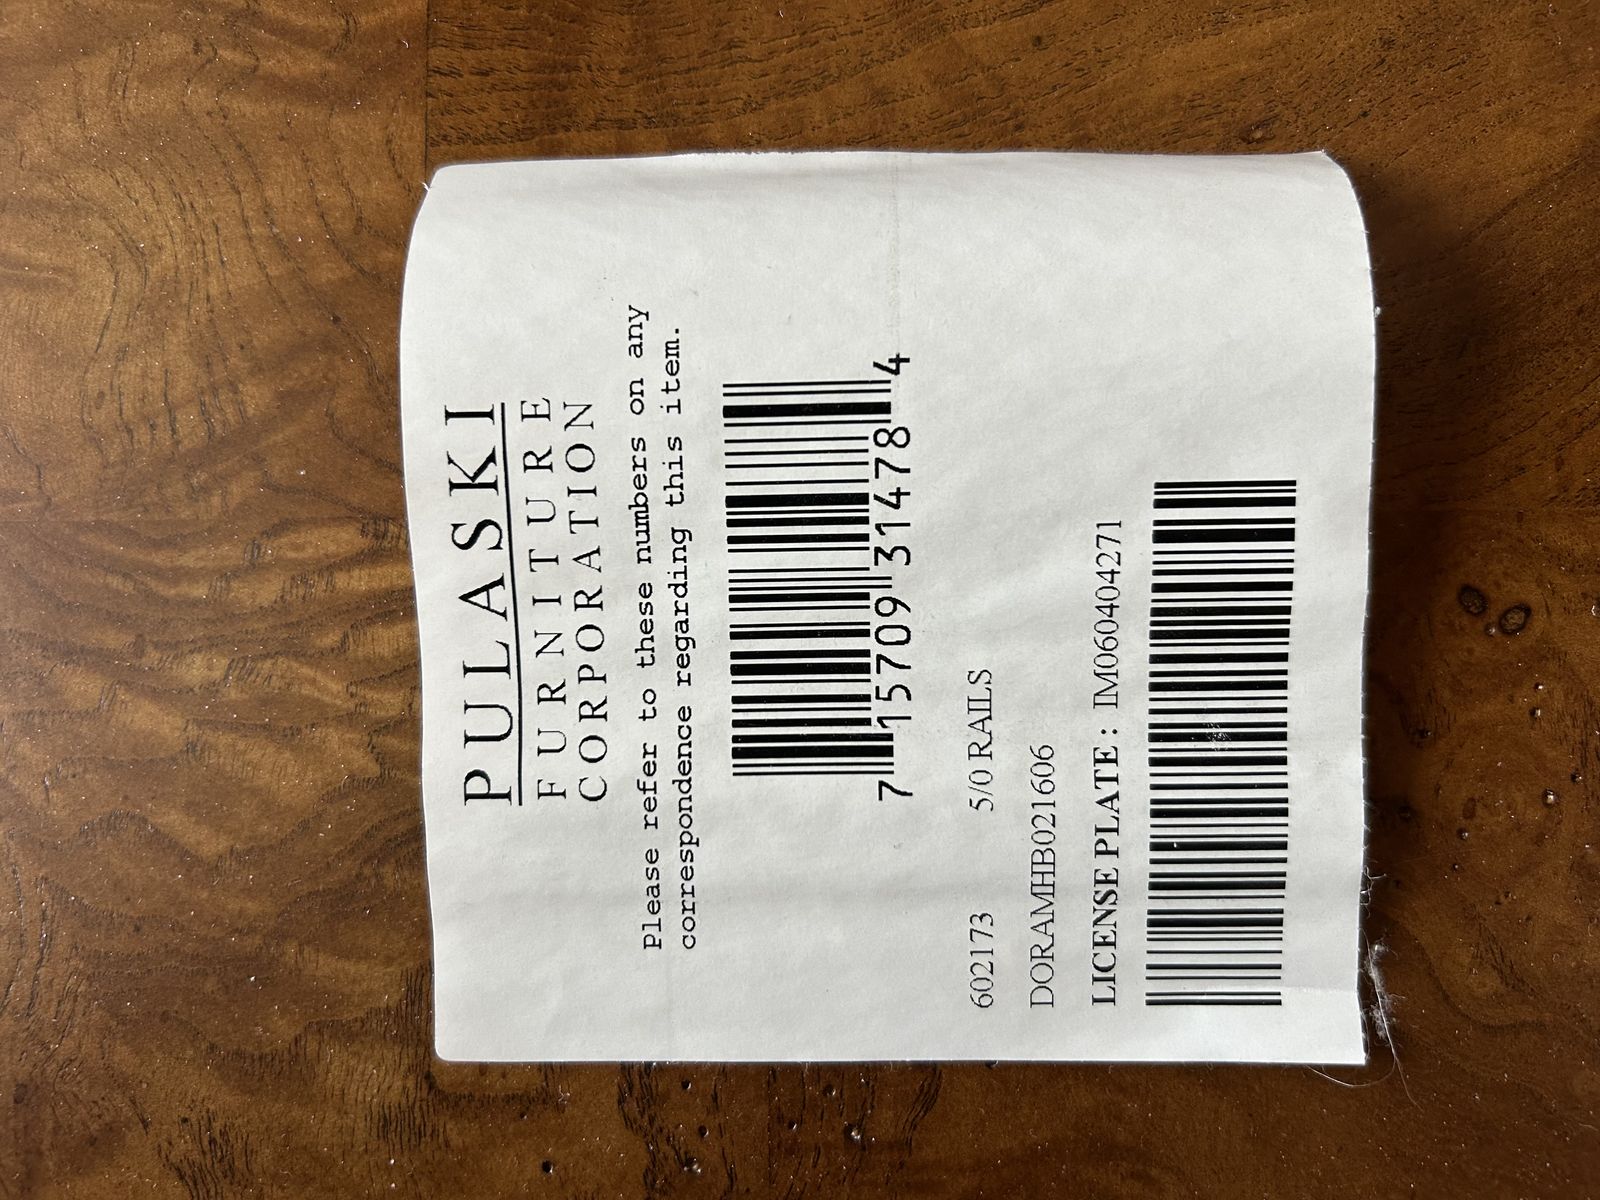 PULASKI
FURNITURE
CORPORATION
Please refer to these numbers on any
correspondence regarding this item.
7 15709 31478 4
602173 5/0 RAILS
DORAMHB021606
LICENSE PLATE : IM060404271